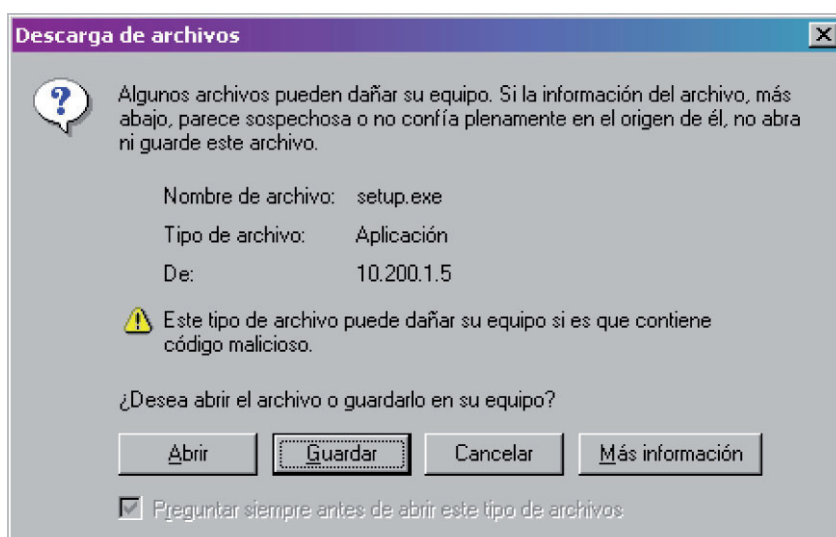 Descarga de archivos
Algunos archivos pueden dañar su equipo. Si la información del archivo, más
abajo, parece sospechosa o no confía plenamente en el origen de él, no abra
ni guarde este archivo.
Nombre de archivo: setup.exe
Tipo de archivo: Aplicación
De: 10.200.1.5
Este tipo de archivo puede dañar su equipo si es que contiene
código malicioso.
¿Desea abrir el archivo o guardarlo en su equipo?
Abrir Guardar Cancelar Más información
Preguntar siempre antes de abrir este tipo de archivos